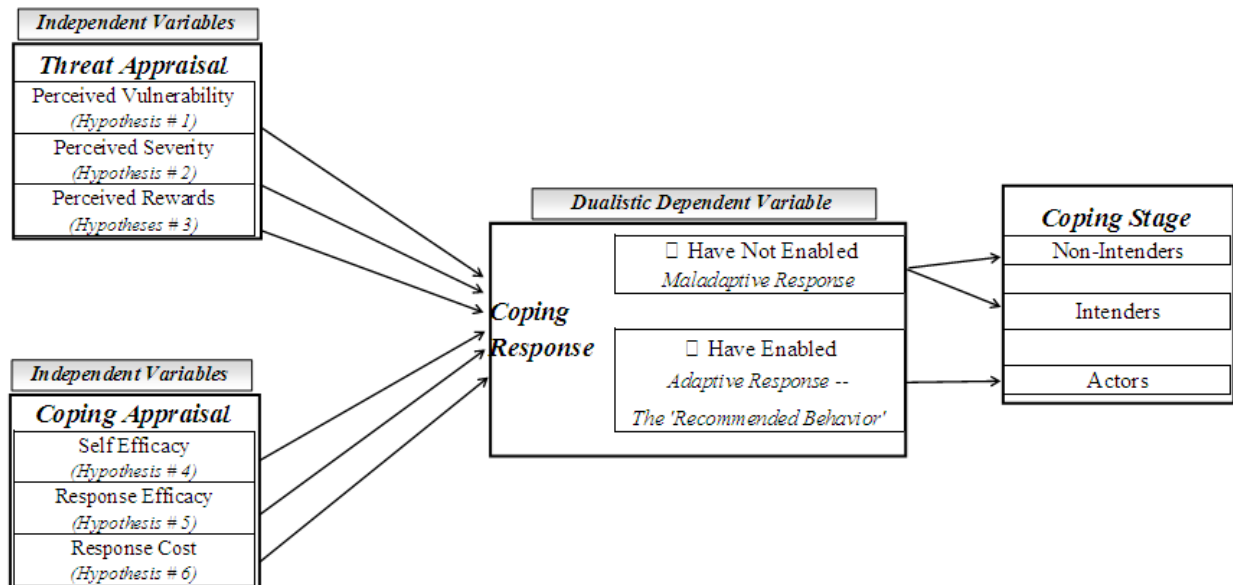 Independent Variables
Threat Appraisal
Perceived Vulnerability
(Hypothesis # 1)
Perceived Severity
(Hypothesis # 2)
Perceived Rewards
(Hypotheses # 3)
Independent Variables
Coping Appraisal
Self Efficacy
(Hypothesis # 4)
Response Efficacy
(Hypothesis # 5)
Response Cost
(Hypothesis # 6)
Dualistic Dependent Variable
Coping
Response
□ Have Not Enabled
Maladaptive Response
□ Have Enabled
Adaptive Response --
The 'Recommended Behavior'
Coping Stage
Non-Intenders
Intenders
Actors